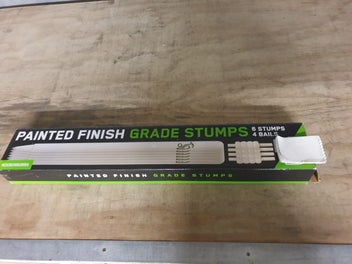 PAINTED FINISH GRADE STUMPS
6 STUMPS
4 BAILS
PAINTED FINISH GRADE STUMPS